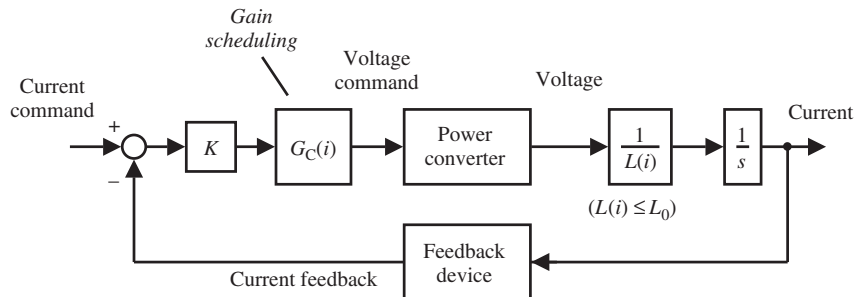 Gain
scheduling
Voltage
command
Voltage
Current
command
Current
+
−
K
G_C(i)
Power
converter
1
L(i)
1
s
(L(i) ≤ L_0)
Feedback
device
Current feedback